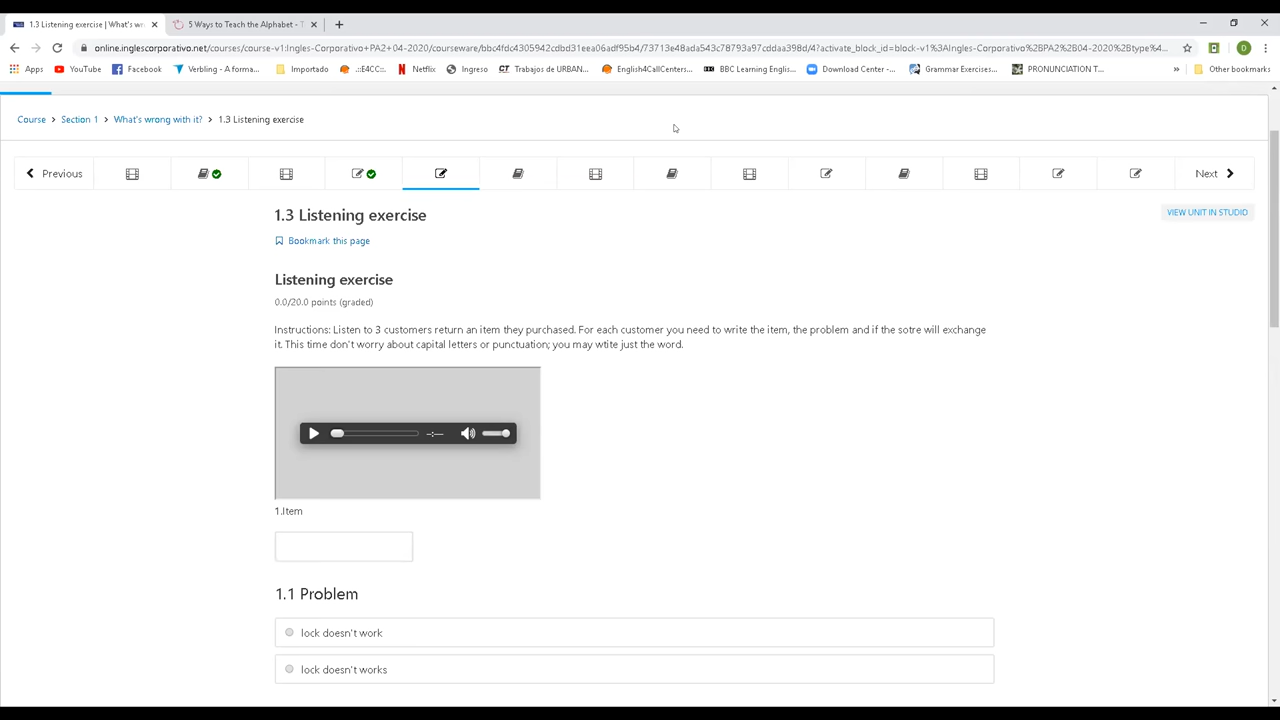 1.3 Listening exercise | What's wr
5 Ways to Teach the Alphabet - T
online.inglescorporativo.net/courses/course-v1:Ingles-Corporativo+PA2+04-2020/courseware/bbc4fdc4305942cdbd31eea06adf95b4/73713e48ada543c78793a97cddaa398d/4?activate_block_id=block-v1%3AIngles-Corporativo%2BPA2%2B04-2020%2Btype%4...
D
Apps YouTube Facebook Verbling - A forma... Importado .::E4CC::. Netflix Ingreso Trabajos de URBAN... English4CallCenters... BBC Learning Englis... Download Center -... Grammar Exercises... PRONUNCIATION T... » Other bookmarks
Course > Section 1 > What's wrong with it? > 1.3 Listening exercise
Previous
Next
1.3 Listening exercise
VIEW UNIT IN STUDIO
Bookmark this page
Listening exercise
0.0/20.0 points (graded)
Instructions: Listen to 3 customers return an item they purchased. For each customer you need to write the item, the problem and if the sotre will exchange
it. This time don't worry about capital letters or punctuation; you may wtite just the word.
-:--
1.Item
1.1 Problem
lock doesn't work
lock doesn't works